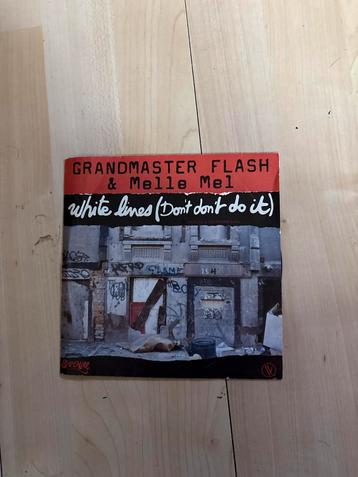 GRANDMASTER FLASH
& Melle Mel
White lines (Don't don't do it)